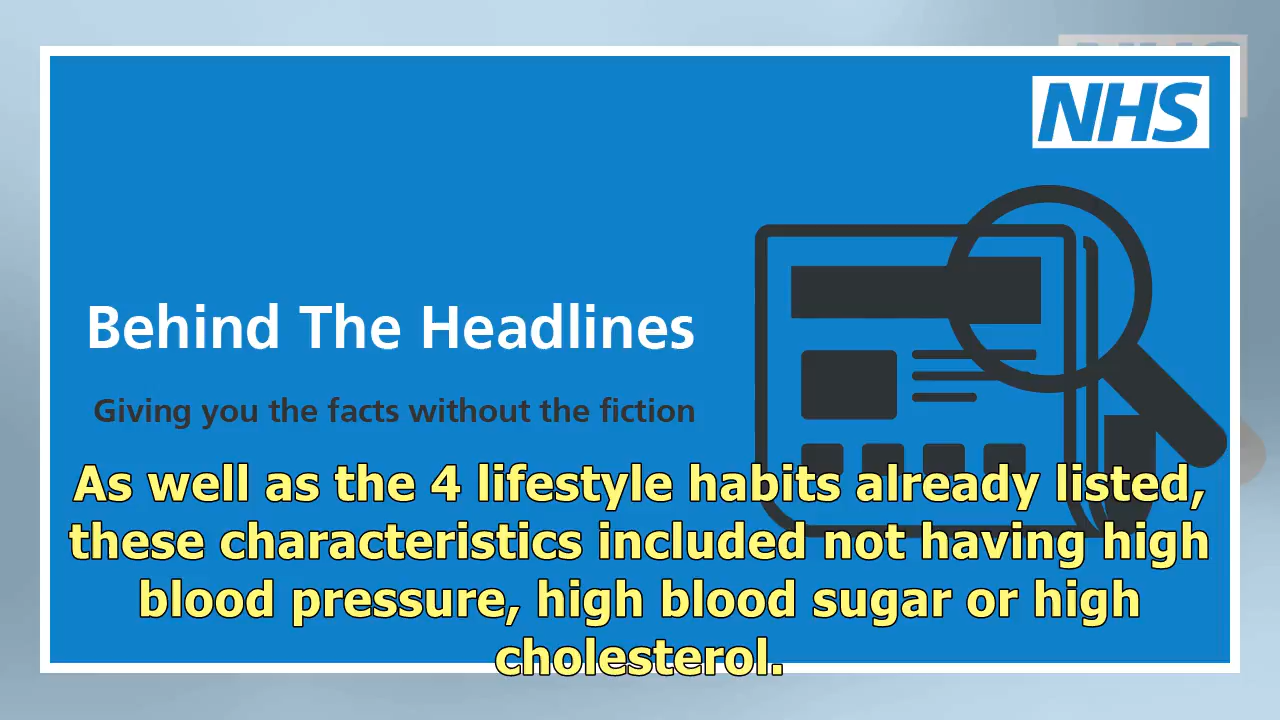 NHS
Behind The Headlines
Giving you the facts without the fiction
As well as the 4 lifestyle habits already listed,
these characteristics included not having high
blood pressure, high blood sugar or high
cholesterol.